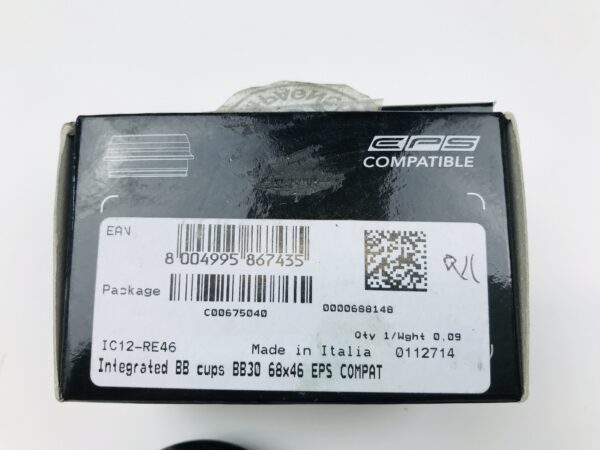 EPS
COMPATIBLE
EAN
8 004995 867435
Package
C00675040
0000688148
Qty 1/Wght 0.09
IC12-RE46
Made in Italia
0112714
Integrated BB cups BB30 68x46 EPS COMPAT